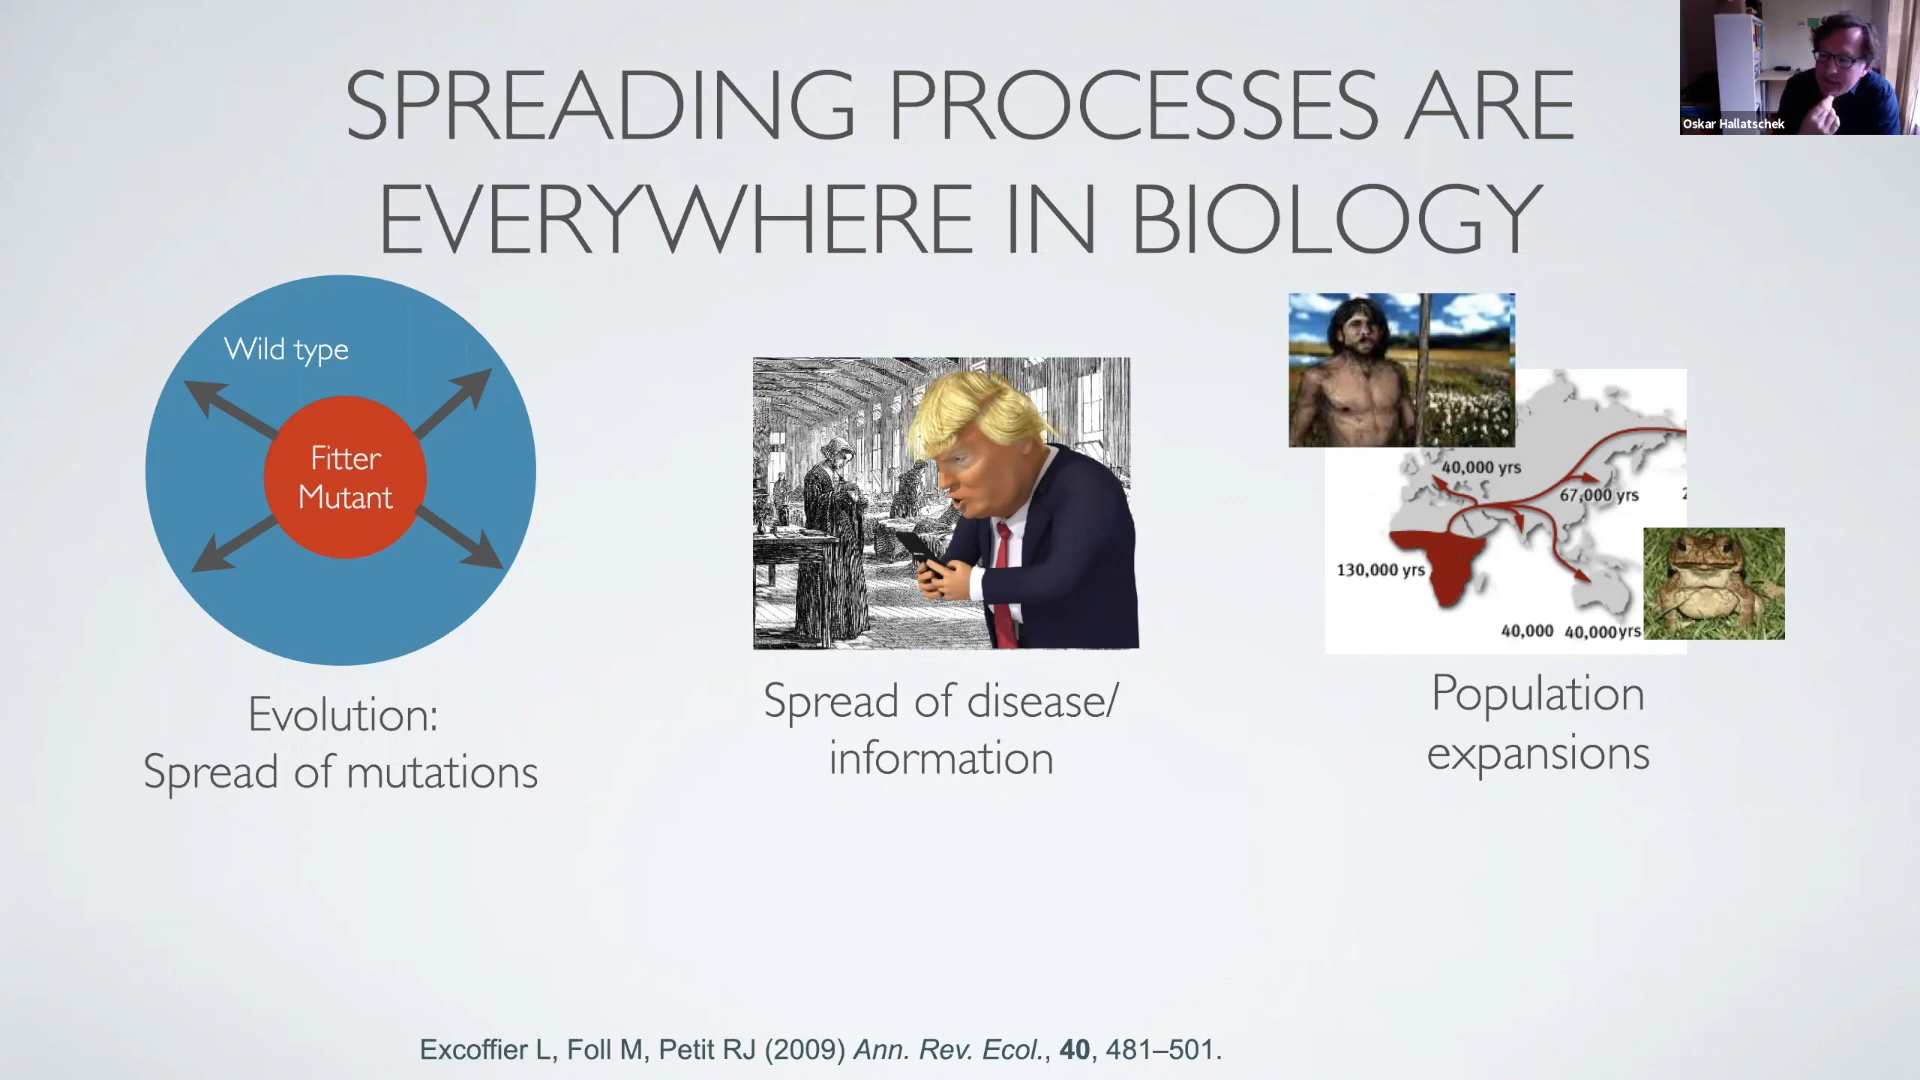 SPREADING PROCESSES ARE
EVERYWHERE IN BIOLOGY
Oskar Hallatschek
Wild type
Fitter
Mutant
Evolution:
Spread of mutations
Spread of disease/
information
40,000 yrs
67,000 yrs
2
130,000 yrs
40,000 40,000yrs
Population
expansions
Excoffier L, Foll M, Petit RJ (2009) Ann. Rev. Ecol., 40, 481–501.